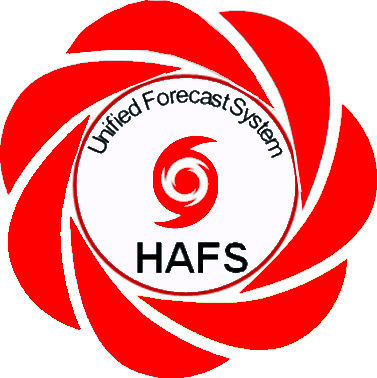 Unified Forecast System
HAFS